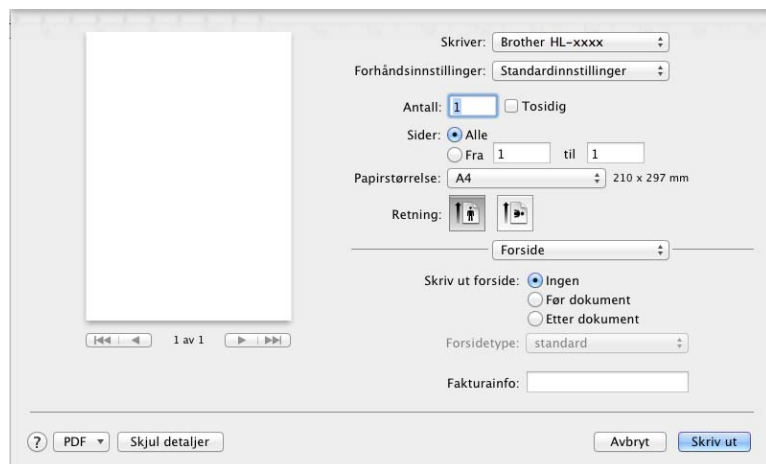 Skriver: Brother HL-xxxx
Forhåndsinnstillinger: Standardinnstillinger
Antall: 1 Tosidig
Sider: Alle
Fra 1 til 1
Papirstørrelse: A4 210 x 297 mm
Retning:
Forside
Skriv ut forside: Ingen
Før dokument
Etter dokument
1 av 1
Forsidetype: standard
Fakturainfo:
? PDF Skjul detaljer Avbryt Skriv ut